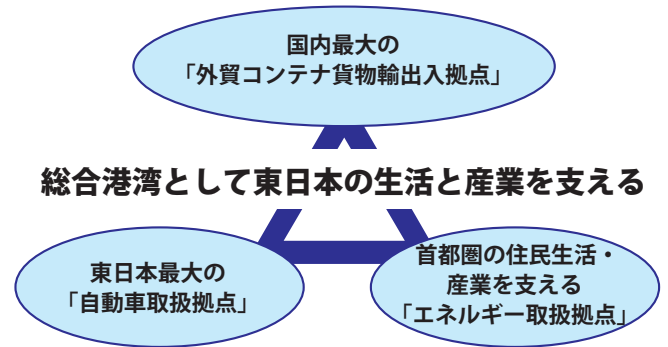 国内最大の
「外貿コンテナ貨物輸出入拠点」
総合港湾として東日本の生活と産業を支える
東日本最大の
「自動車取扱拠点」
首都圏の住民生活・
産業を支える
「エネルギー取扱拠点」